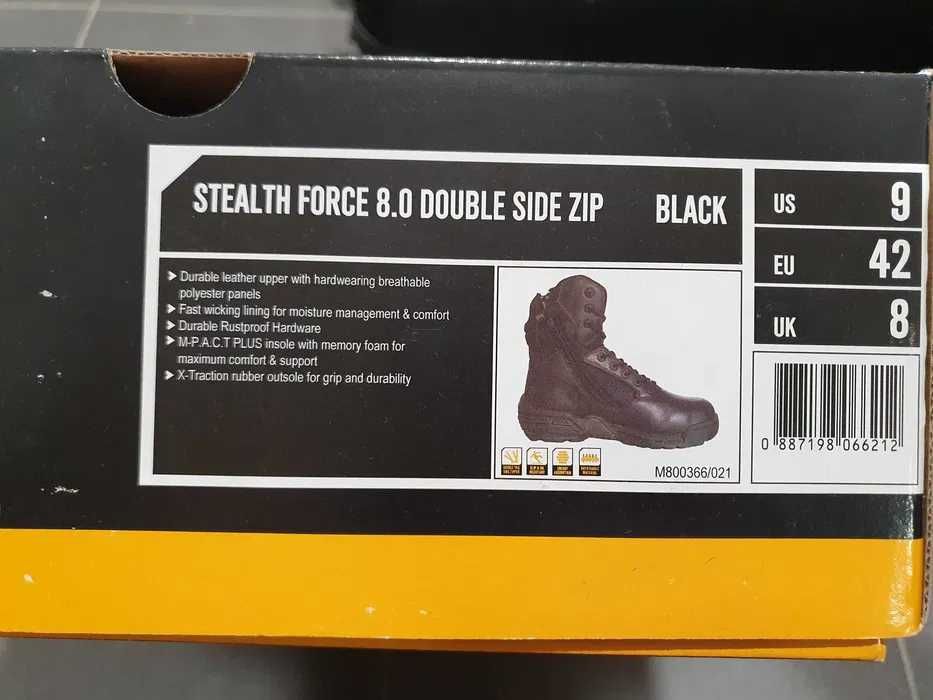 STEALTH FORCE 8.0 DOUBLE SIDE ZIP BLACK
US 9
EU 42
UK 8
Durable leather upper with hardwearing breathable
polyester panels
Fast wicking lining for moisture management & comfort
Durable Rustproof Hardware
M-P.A.C.T PLUS insole with memory foam for
maximum comfort & support
X-Traction rubber outsole for grip and durability
M800366/021
0 887198 066212